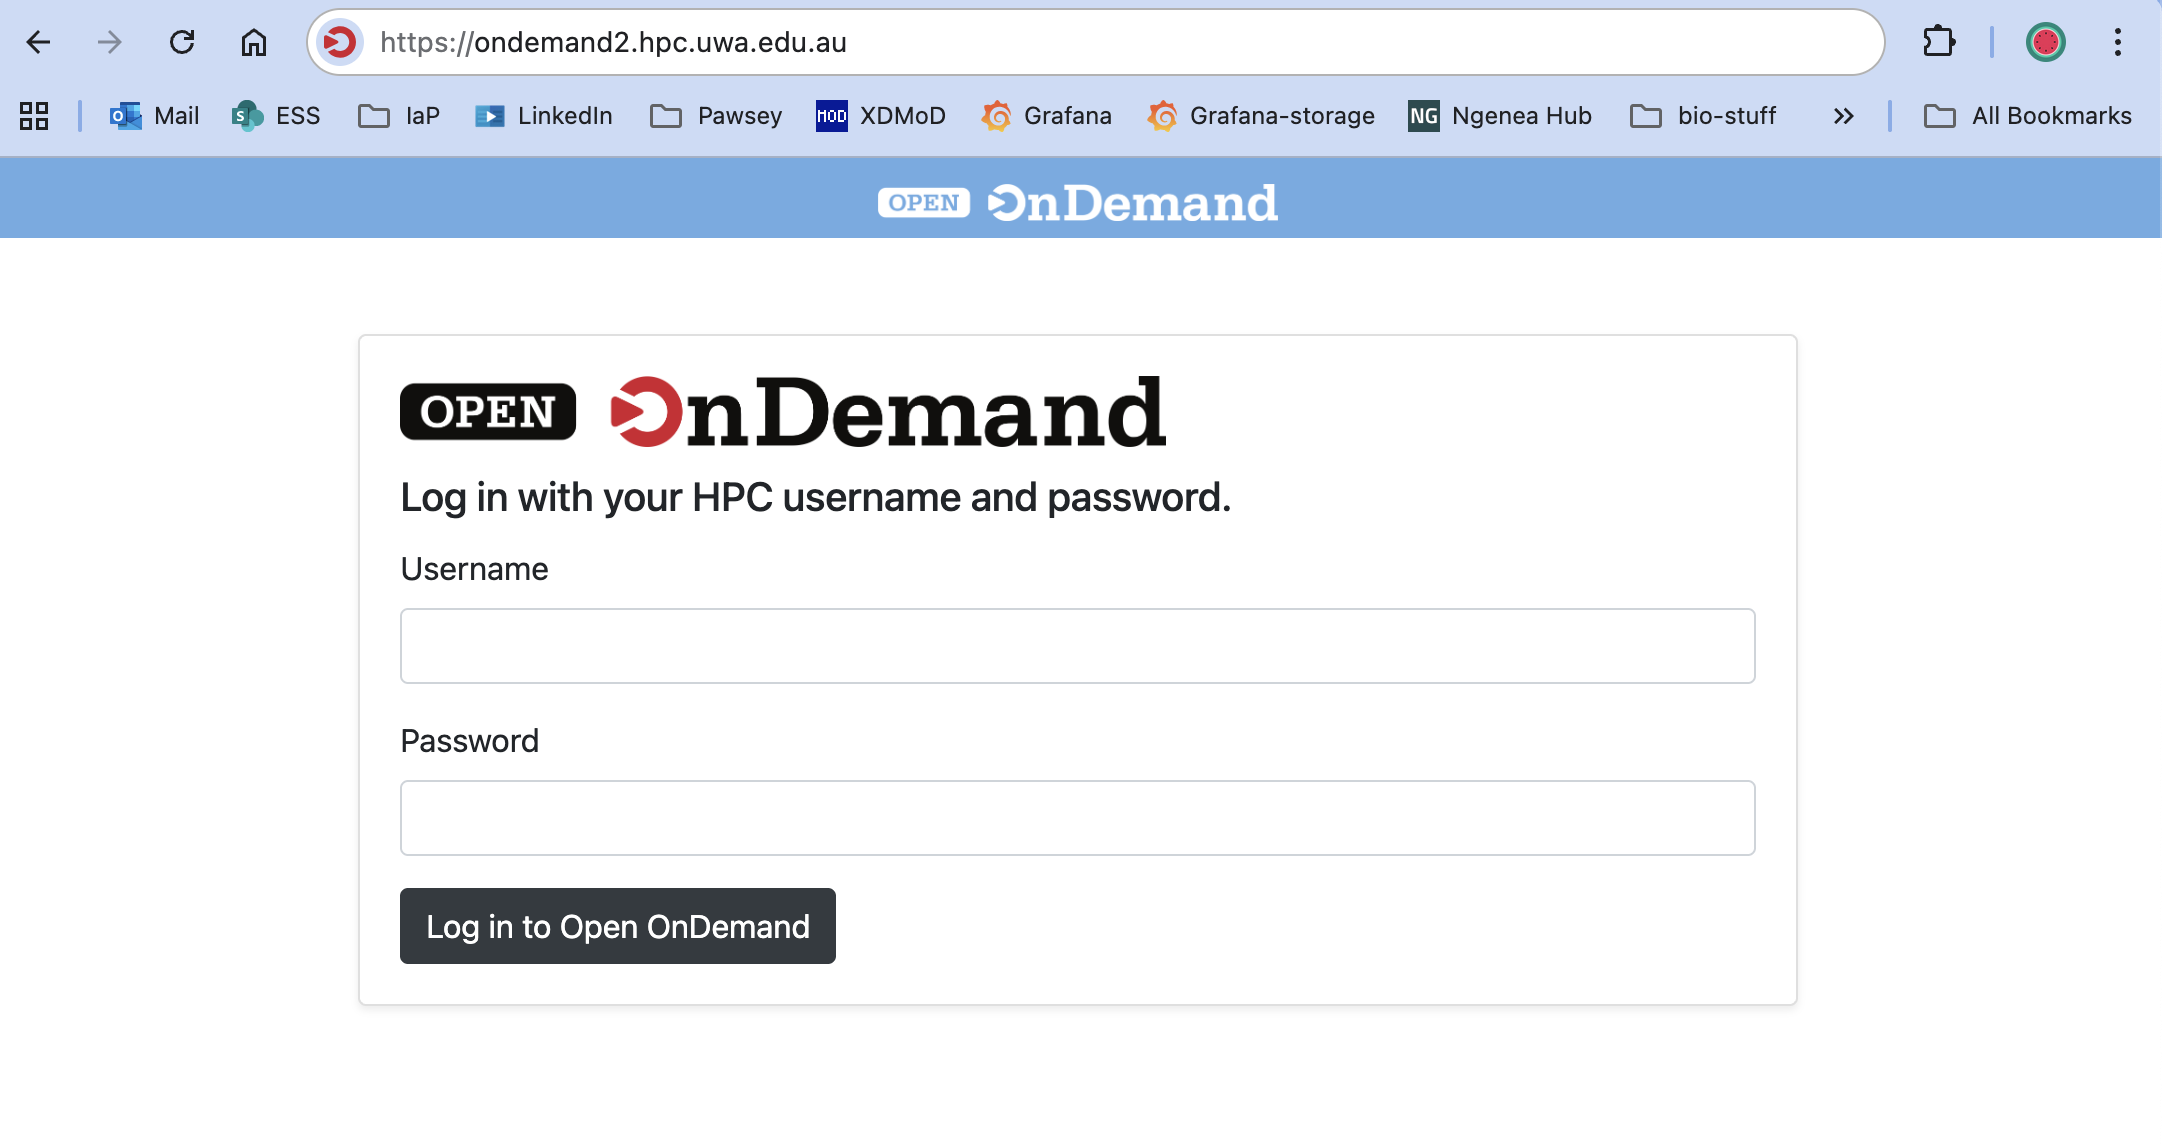 https://ondemand2.hpc.uwa.edu.au
Mail ESS IaP LinkedIn Pawsey MOD XDMoD Grafana Grafana-storage NG Ngenea Hub bio-stuff All Bookmarks
OPEN OnDemand
OPEN OnDemand
Log in with your HPC username and password.
Username
Password
Log in to Open OnDemand